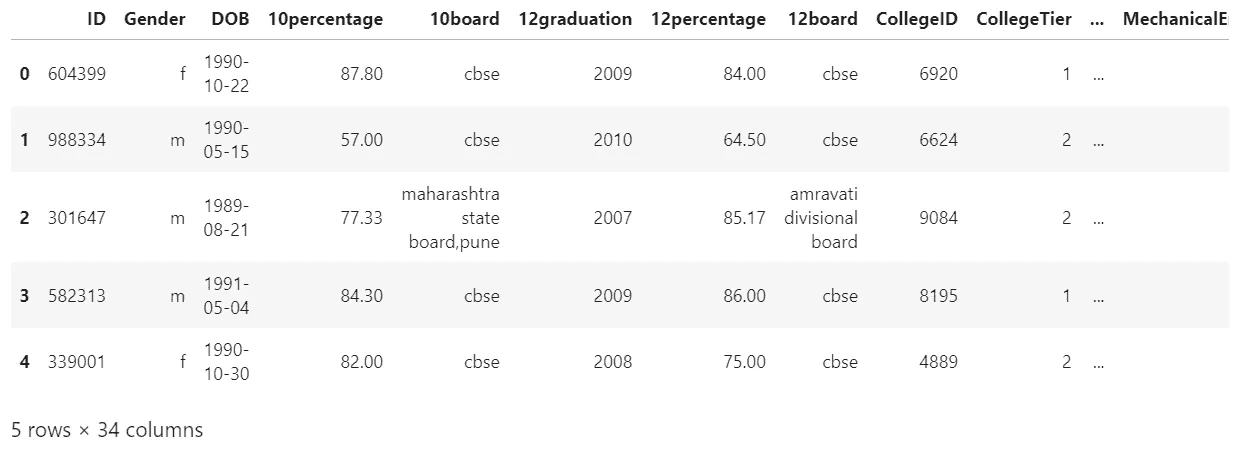 ID Gender DOB 10percentage 10board 12graduation 12percentage 12board CollegeID CollegeTier ...
0 604399 f 1990-10-22 87.80 cbse 2009 84.00 cbse 6920 1 ...
1 988334 m 1990-05-15 57.00 cbse 2010 64.50 cbse 6624 2 ...
2 301647 m 1989-08-21 77.33 maharashtra state board,pune 2007 85.17 amravati divisional board 9084 2 ...
3 582313 m 1991-05-04 84.30 cbse 2009 86.00 cbse 8195 1 ...
4 339001 f 1990-10-30 82.00 cbse 2008 75.00 cbse 4889 2 ...
5 rows × 34 columns